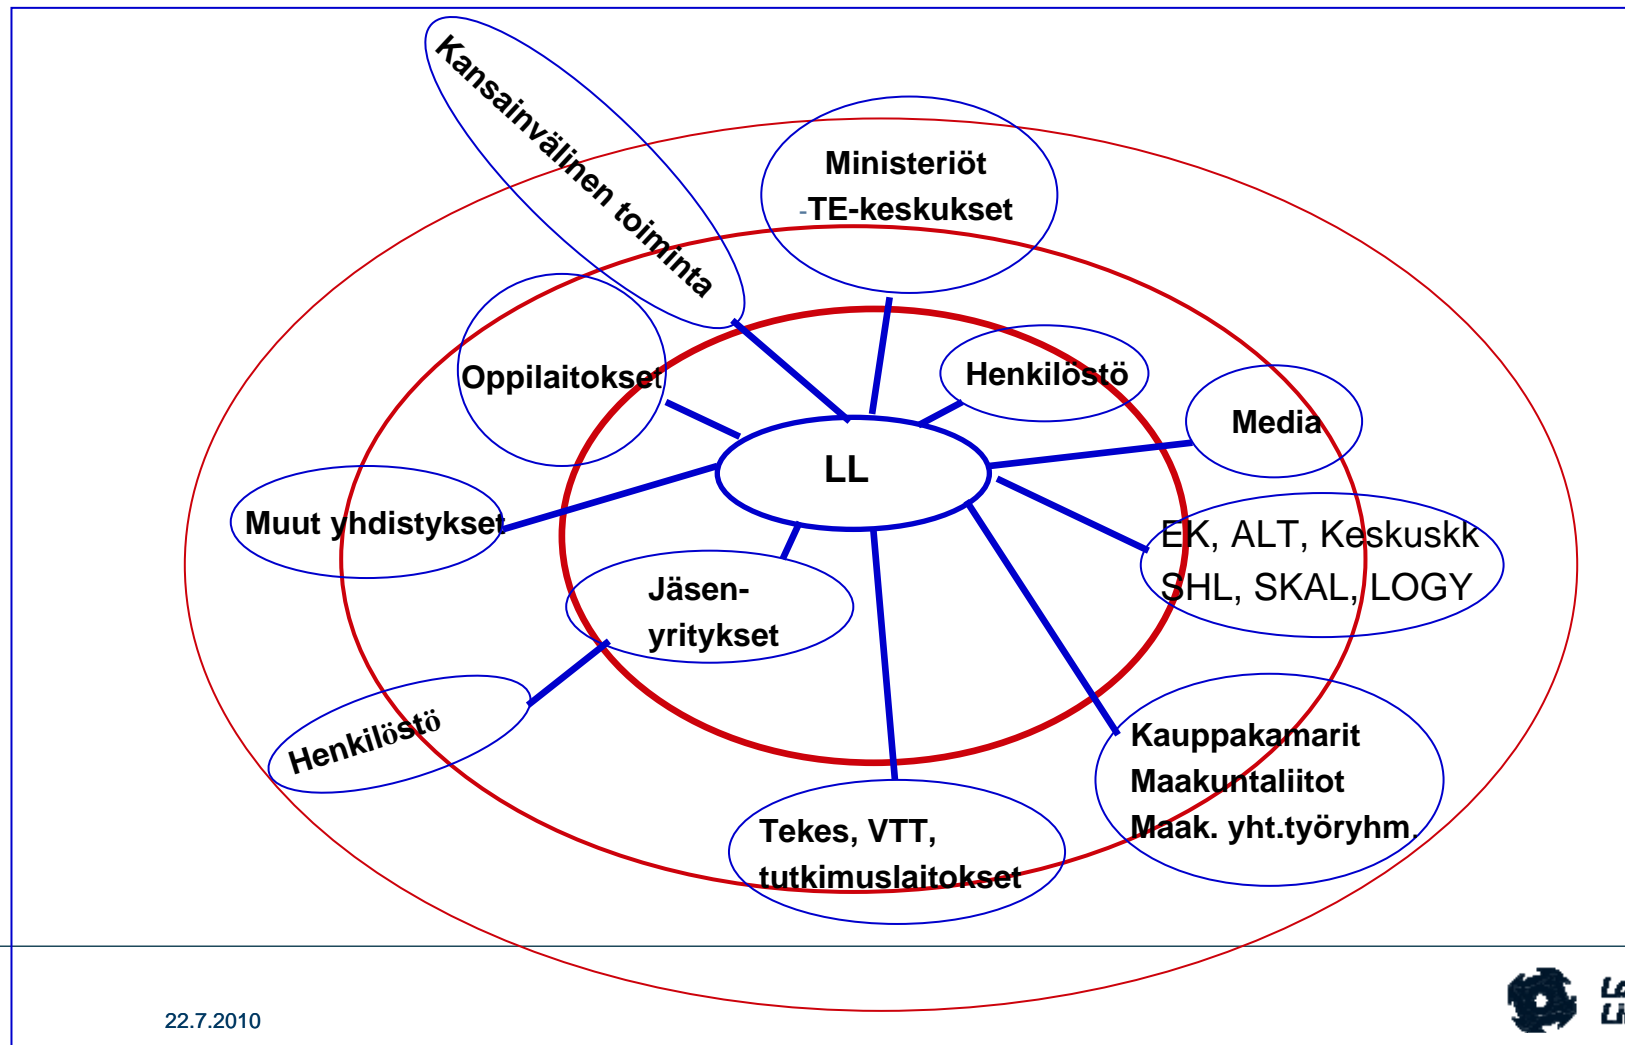 Kansainvälinen toiminta
Ministeriöt
-TE-keskukset
Oppilaitokset
Henkilöstö
Media
LL
Muut yhdistykset
EK, ALT, Keskuskk
SHL, SKAL, LOGY
Jäsen-
yritykset
Henkilöstö
Kauppakamarit
Maakuntaliitot
Maak. yht.työryhm.
Tekes, VTT,
tutkimuslaitokset
22.7.2010